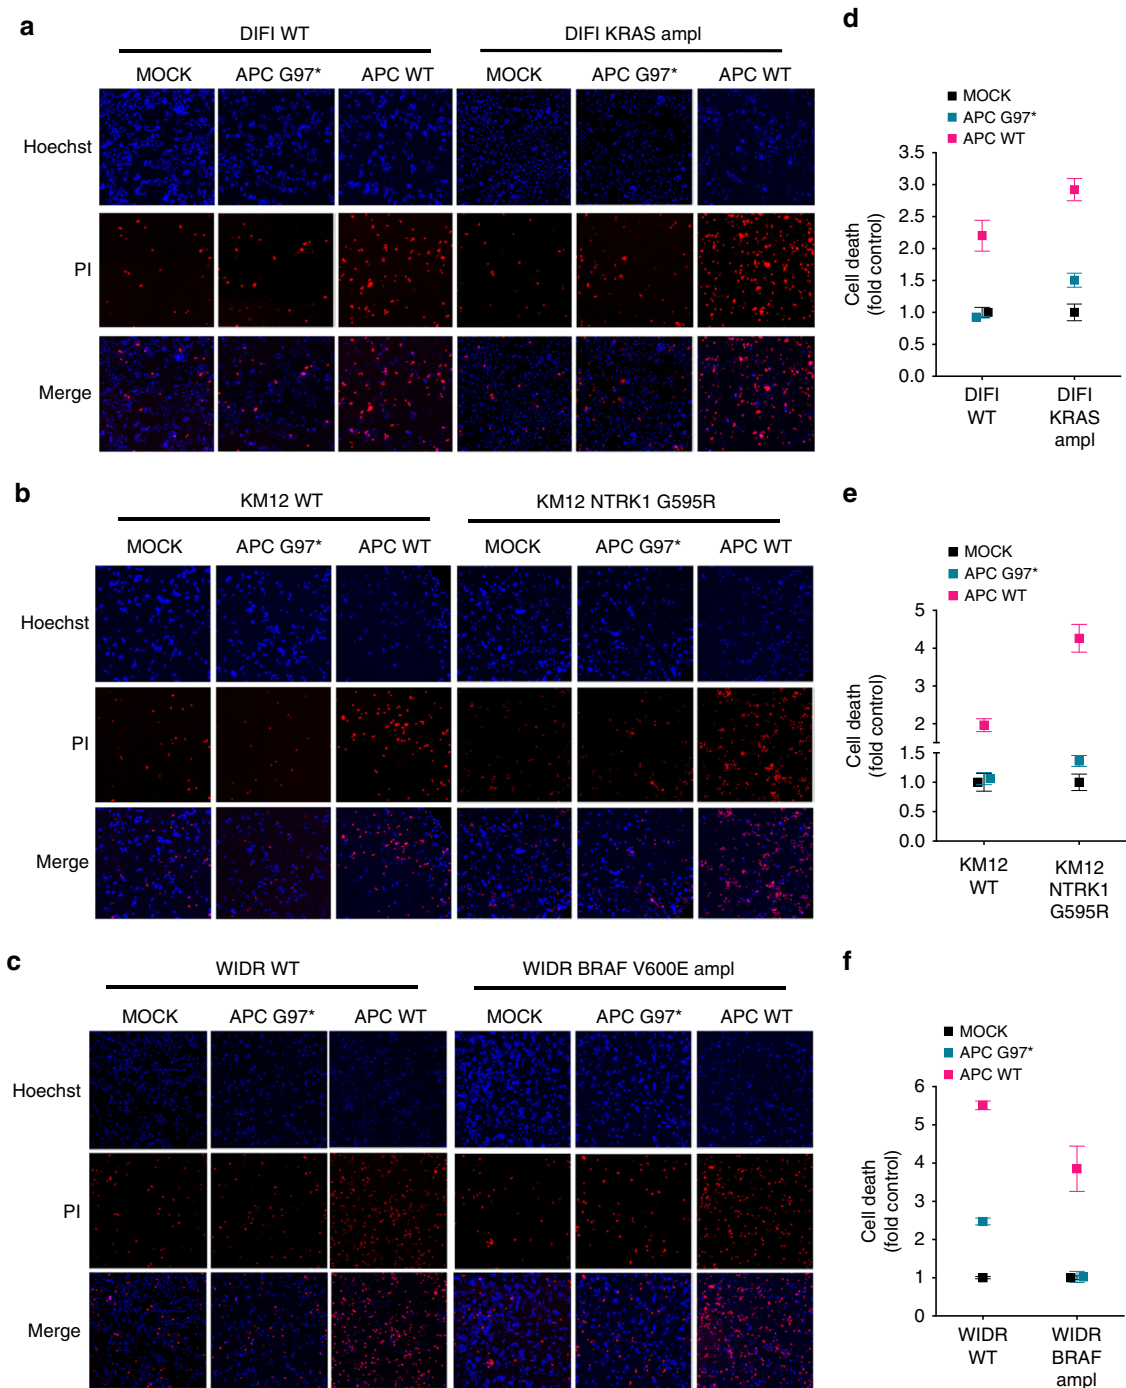 a
DIFI WT
DIFI KRAS ampl
MOCK
APC G97*
APC WT
MOCK
APC G97*
APC WT
Hoechst
PI
Merge
d
MOCK
APC G97*
APC WT
Cell death
(fold control)
3.5
3.0
2.5
2.0
1.5
1.0
0.5
0.0
DIFI
WT
DIFI
KRAS
ampl
b
KM12 WT
KM12 NTRK1 G595R
MOCK
APC G97*
APC WT
MOCK
APC G97*
APC WT
Hoechst
PI
Merge
e
MOCK
APC G97*
APC WT
Cell death
(fold control)
5
4
3
2
1.5
1.0
0.5
0.0
KM12
WT
KM12
NTRK1
G595R
c
WIDR WT
WIDR BRAF V600E ampl
MOCK
APC G97*
APC WT
MOCK
APC G97*
APC WT
Hoechst
PI
Merge
f
MOCK
APC G97*
APC WT
Cell death
(fold control)
6
5
4
3
2
1
0
WIDR
WT
WIDR
BRAF
ampl